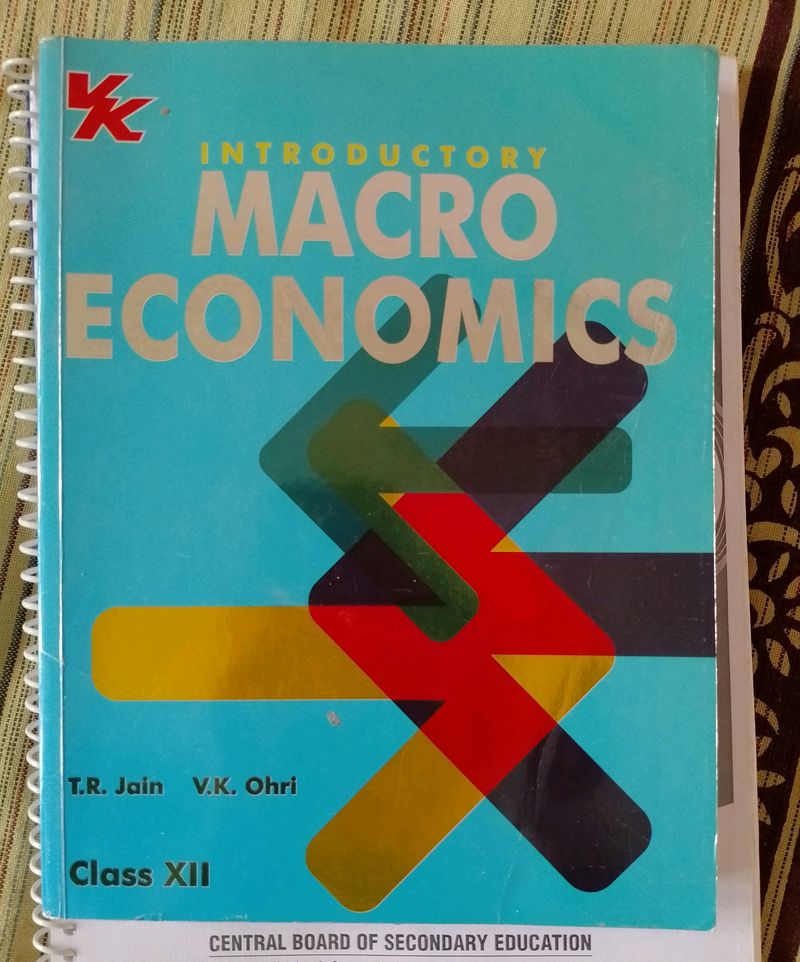 VK
INTRODUCTORY
MACRO
ECONOMICS
T.R. Jain V.K. Ohri
Class XII
CENTRAL BOARD OF SECONDARY EDUCATION